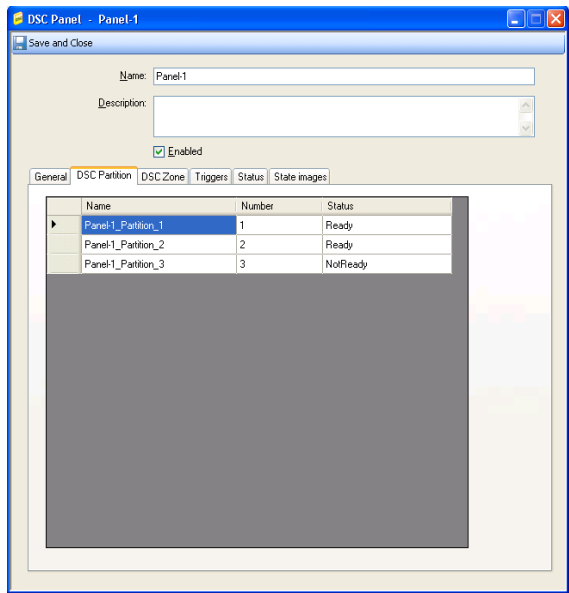 DSC Panel - Panel-1
Save and Close
Name: Panel-1
Description:
Enabled
General DSC Partition DSC Zone Triggers Status State images
Name Number Status
Panel-1_Partition_1 1 Ready
Panel-1_Partition_2 2 Ready
Panel-1_Partition_3 3 NotReady